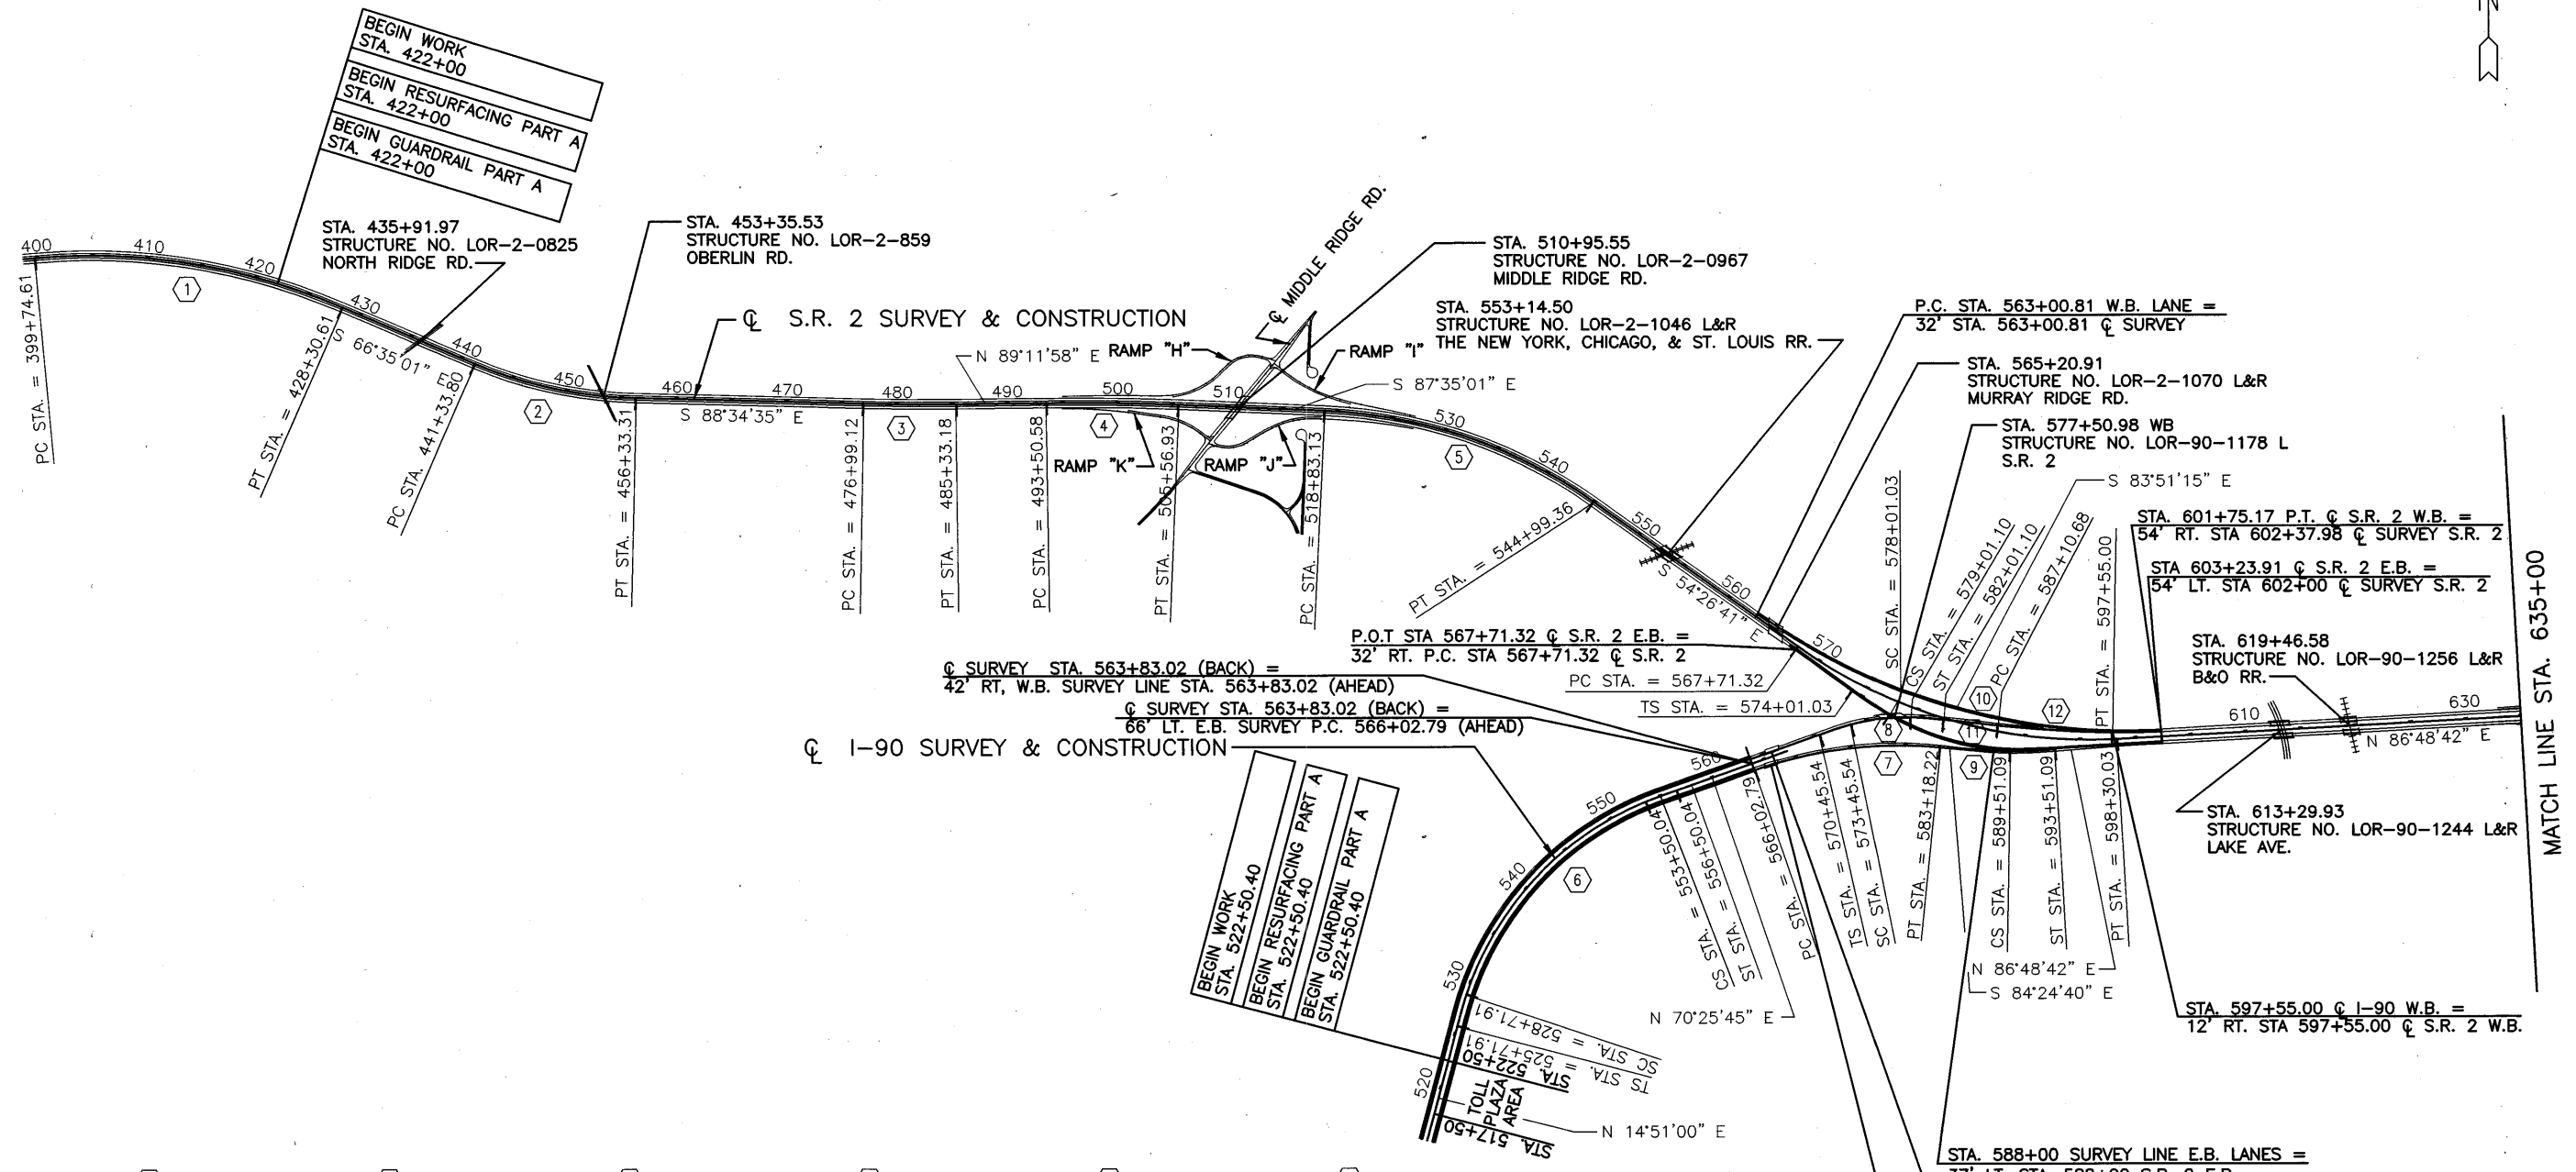 N
BEGIN WORK
STA. 422+00
BEGIN RESURFACING PART A
STA. 422+00
BEGIN GUARDRAIL PART A
STA. 422+00
STA. 435+91.97
STRUCTURE NO. LOR-2-0825
NORTH RIDGE RD.
STA. 453+35.53
STRUCTURE NO. LOR-2-859
OBERLIN RD.
℄ MIDDLE RIDGE RD.
STA. 510+95.55
STRUCTURE NO. LOR-2-0967
MIDDLE RIDGE RD.
STA. 553+14.50
STRUCTURE NO. LOR-2-1046 L&R
THE NEW YORK, CHICAGO, & ST. LOUIS RR.
P.C. STA. 563+00.81 W.B. LANE =
32' STA. 563+00.81 ℄ SURVEY
STA. 565+20.91
STRUCTURE NO. LOR-2-1070 L&R
MURRAY RIDGE RD.
STA. 577+50.98 WB
STRUCTURE NO. LOR-90-1178 L
S.R. 2
S 83°51'15" E
400
410
420
430
440
450
460
470
480
490
500
510
530
540
550
560
570
1
2
3
4
5
℄ S.R. 2 SURVEY & CONSTRUCTION
N 89°11'58" E
RAMP "H"
RAMP "I"
S 87°35'01" E
RAMP "K"
RAMP "J"
S 66°35'01" E
S 88°34'35" E
S 54°26'41" E
PC STA. = 399+74.61
PT STA. = 428+30.61
PC STA. 441+33.80
PT STA. = 456+33.31
PC STA. = 476+99.12
PT STA. = 485+33.18
PC STA. = 493+50.58
PT STA. = 505+56.93
PC STA. = 518+83.13
PT STA. = 544+99.36
SC STA. = 578+01.03
CS STA. = 579+01.10
ST STA. = 582+01.10
PC STA. = 587+10.68
PT STA. = 597+55.00
STA. 601+75.17 P.T. ℄ S.R. 2 W.B. =
54' RT. STA 602+37.98 ℄ SURVEY S.R. 2
STA 603+23.91 ℄ S.R. 2 E.B. =
54' LT. STA 602+00 ℄ SURVEY S.R. 2
STA. 619+46.58
STRUCTURE NO. LOR-90-1256 L&R
B&O RR.
MATCH LINE STA. 635+00
P.O.T STA 567+71.32 ℄ S.R. 2 E.B. =
32' RT. P.C. STA 567+71.32 ℄ S.R. 2
PC STA. = 567+71.32
TS STA. = 574+01.03
℄ SURVEY STA. 563+83.02 (BACK) =
42' RT, W.B. SURVEY LINE STA. 563+83.02 (AHEAD)
℄ SURVEY STA. 563+83.02 (BACK) =
66' LT. E.B. SURVEY P.C. 566+02.79 (AHEAD)
℄ I-90 SURVEY & CONSTRUCTION
8
10
11
12
7
9
6
610
630
N 86°48'42" E
STA. 613+29.93
STRUCTURE NO. LOR-90-1244 L&R
LAKE AVE.
BEGIN WORK
STA. 522+50.40
BEGIN RESURFACING PART A
STA. 522+50.40
BEGIN GUARDRAIL PART A
STA. 522+50.40
520
530
540
550
560
CS STA. = 553+50.04
ST STA. = 556+50.04
PC STA. = 566+02.79
TS STA. = 570+45.54
SC STA. = 573+45.54
PT STA. = 583+18.22
CS STA. = 589+51.09
ST STA. = 593+51.09
PT STA. = 598+30.03
N 86°48'42" E
S 84°24'40" E
N 70°25'45" E
SC STA. = 528+71.91
TS STA. = 525+71.91
STA. 522+50
TOLL
PLAZA
AREA
STA. 517+50
N 14°51'00" E
STA. 597+55.00 ℄ I-90 W.B. =
12' RT. STA 597+55.00 ℄ S.R. 2 W.B.
STA. 588+00 SURVEY LINE E.B. LANES =